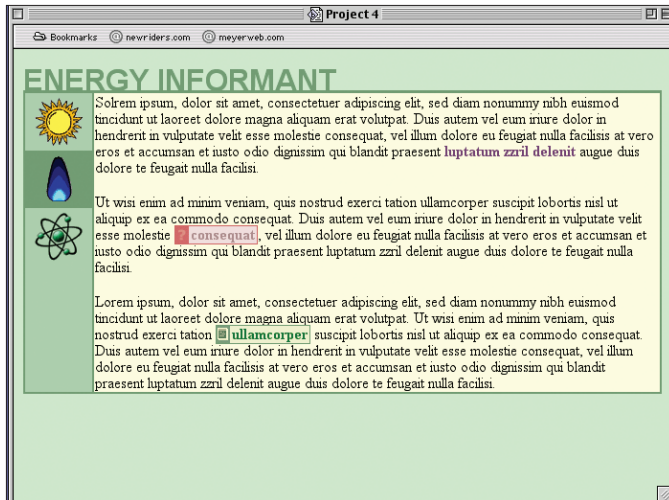 Project 4
Bookmarks newriders.com meyerweb.com
ENERGY INFORMANT
Solrem ipsum, dolor sit amet, consectetuer adipiscing elit, sed diam nonummy nibh euismod
tincidunt ut laoreet dolore magna aliquam erat volutpat. Duis autem vel eum iriure dolor in
hendrerit in vulputate velit esse molestie consequat, vel illum dolore eu feugiat nulla facilisis at vero
eros et accumsan et iusto odio dignissim qui blandit praesent luptatum zzril delenit augue duis
dolore te feugait nulla facilisi.
Ut wisi enim ad minim veniam, quis nostrud exerci tation ullamcorper suscipit lobortis nisl ut
aliquip ex ea commodo consequat. Duis autem vel eum iriure dolor in hendrerit in vulputate velit
esse molestie ? consequat, vel illum dolore eu feugiat nulla facilisis at vero eros et accumsan et
iusto odio dignissim qui blandit praesent luptatum zzril delenit augue duis dolore te feugait nulla
facilisi.
Lorem ipsum, dolor sit amet, consectetuer adipiscing elit, sed diam nonummy nibh euismod
tincidunt ut laoreet dolore magna aliquam erat volutpat. Ut wisi enim ad minim veniam, quis
nostrud exerci tation ullamcorper suscipit lobortis nisl ut aliquip ex ea commodo consequat.
Duis autem vel eum iriure dolor in hendrerit in vulputate velit esse molestie consequat, vel illum
dolore eu feugiat nulla facilisis at vero eros et accumsan et iusto odio dignissim qui blandit
praesent luptatum zzril delenit augue duis dolore te feugait nulla facilisi.